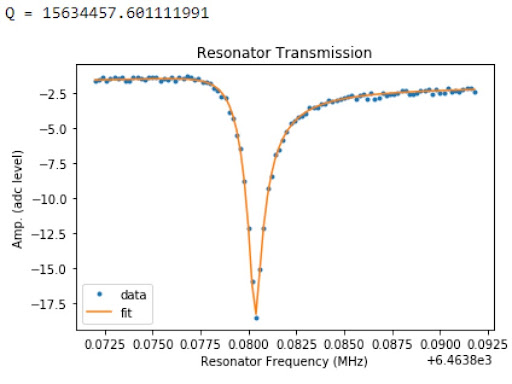 Q = 15634457.601111991
Resonator Transmission
Amp. (adc level)
-2.5
-5.0
-7.5
-10.0
-12.5
-15.0
-17.5
data
fit
0.0725 0.0750 0.0775 0.0800 0.0825 0.0850 0.0875 0.0900 0.0925
Resonator Frequency (MHz)
+6.4638e3